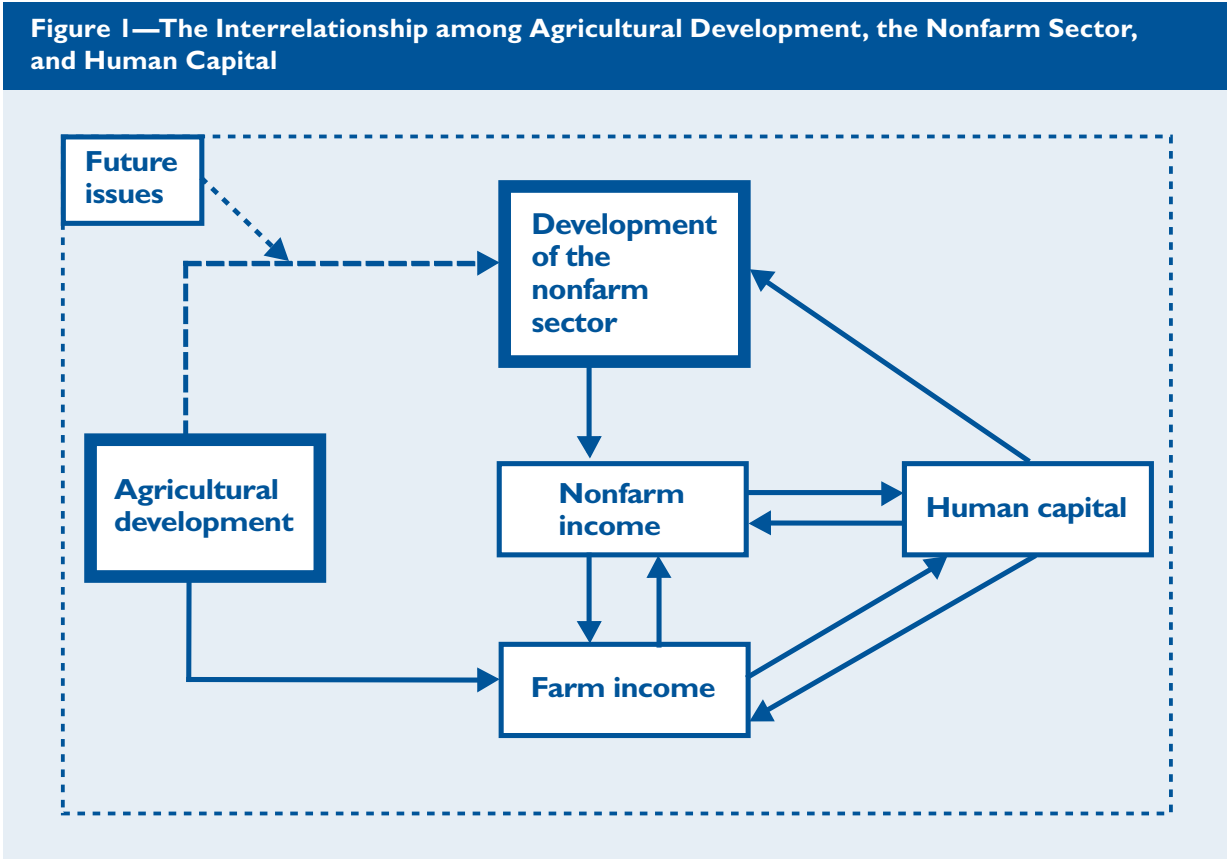 Figure 1—The Interrelationship among Agricultural Development, the Nonfarm Sector,
and Human Capital
Future
issues
Development
of the
nonfarm
sector
Agricultural
development
Nonfarm
income
Human capital
Farm income